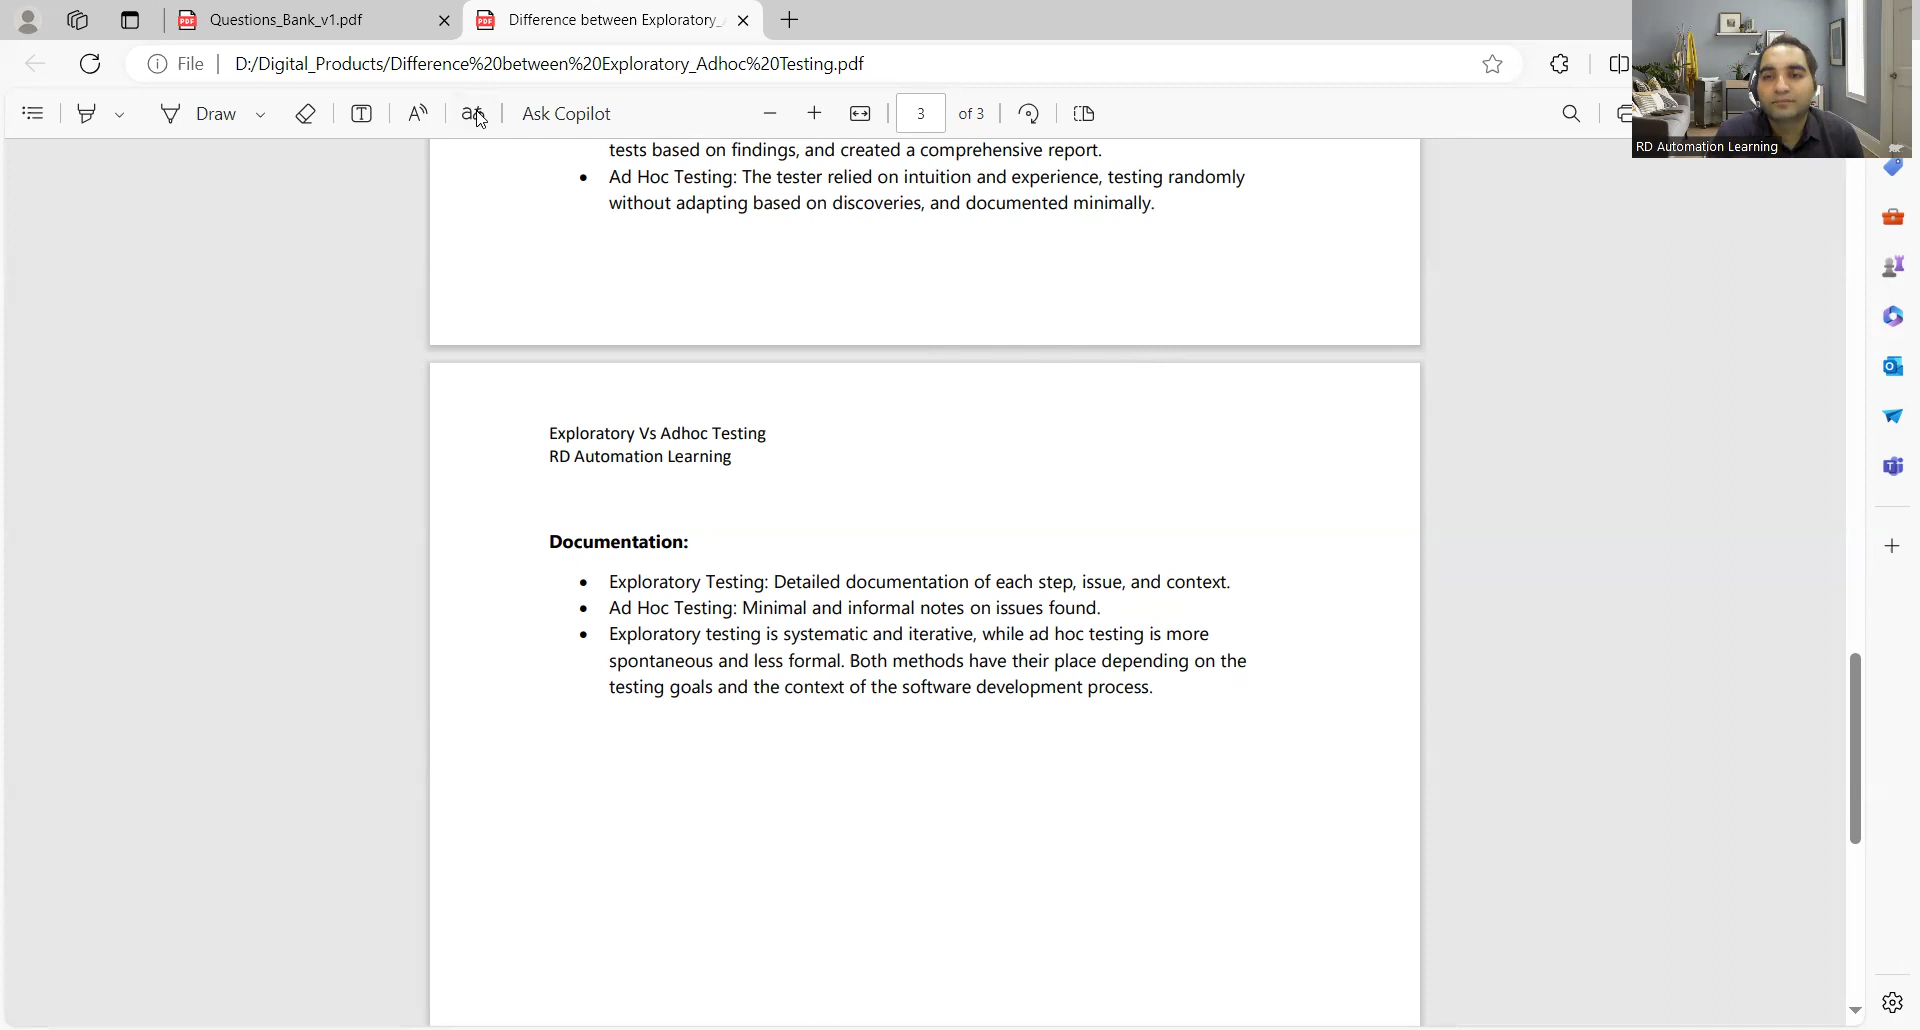 Questions_Bank_v1.pdf
Difference between Exploratory_
File
D:/Digital_Products/Difference%20between%20Exploratory_Adhoc%20Testing.pdf
Draw
Ask Copilot
3 of 3
RD Automation Learning
tests based on findings, and created a comprehensive report.
• Ad Hoc Testing: The tester relied on intuition and experience, testing randomly
without adapting based on discoveries, and documented minimally.
Exploratory Vs Adhoc Testing
RD Automation Learning
Documentation:
• Exploratory Testing: Detailed documentation of each step, issue, and context.
• Ad Hoc Testing: Minimal and informal notes on issues found.
• Exploratory testing is systematic and iterative, while ad hoc testing is more
spontaneous and less formal. Both methods have their place depending on the
testing goals and the context of the software development process.